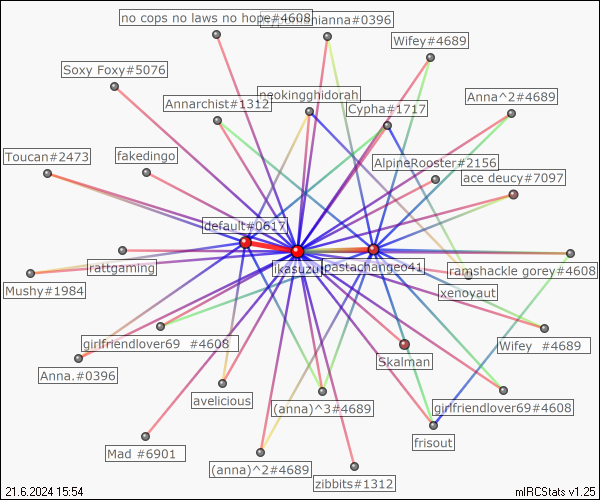 no cops no laws no hope#4608
nianna#0396
Wifey#4689
Soxy Foxy#5076
Annarchist#1312
neokingghidorah
Cypha#1717
Anna^2#4689
Toucan#2473
fakedingo
AlpineRooster#2156
ace deucy#7097
default#0617
ikasuzu
pastachangeo41
rattgaming
ramshackle gorey#4608
Mushy#1984
xenoyaut
girlfriendlover69 #4608
Wifey #4689
Skalman
Anna.#0396
avelicious
(anna)^3#4689
girlfriendlover69#4608
frisout
Mad #6901
(anna)^2#4689
zibbits#1312
21.6.2024 15:54
mIRCStats v1.25